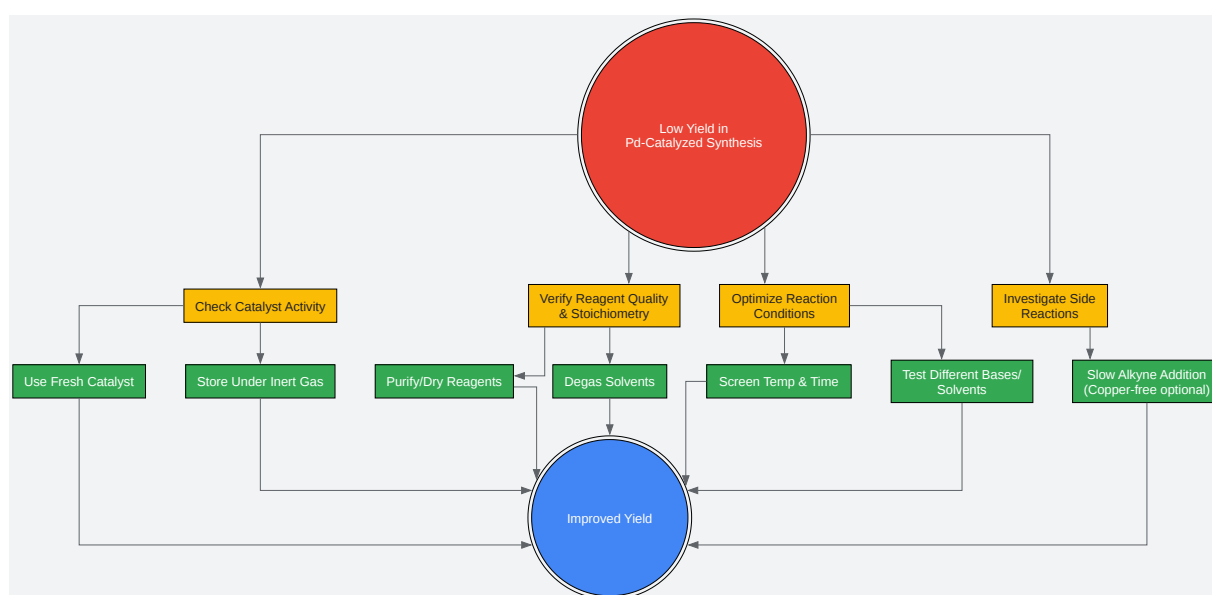 Low Yield in
Pd-Catalyzed Synthesis
Check Catalyst Activity
Verify Reagent Quality
& Stoichiometry
Optimize Reaction
Conditions
Investigate Side
Reactions
Use Fresh Catalyst
Store Under Inert Gas
Purify/Dry Reagents
Degas Solvents
Screen Temp & Time
Test Different Bases/
Solvents
Slow Alkyne Addition
(Copper-free optional)
Improved Yield